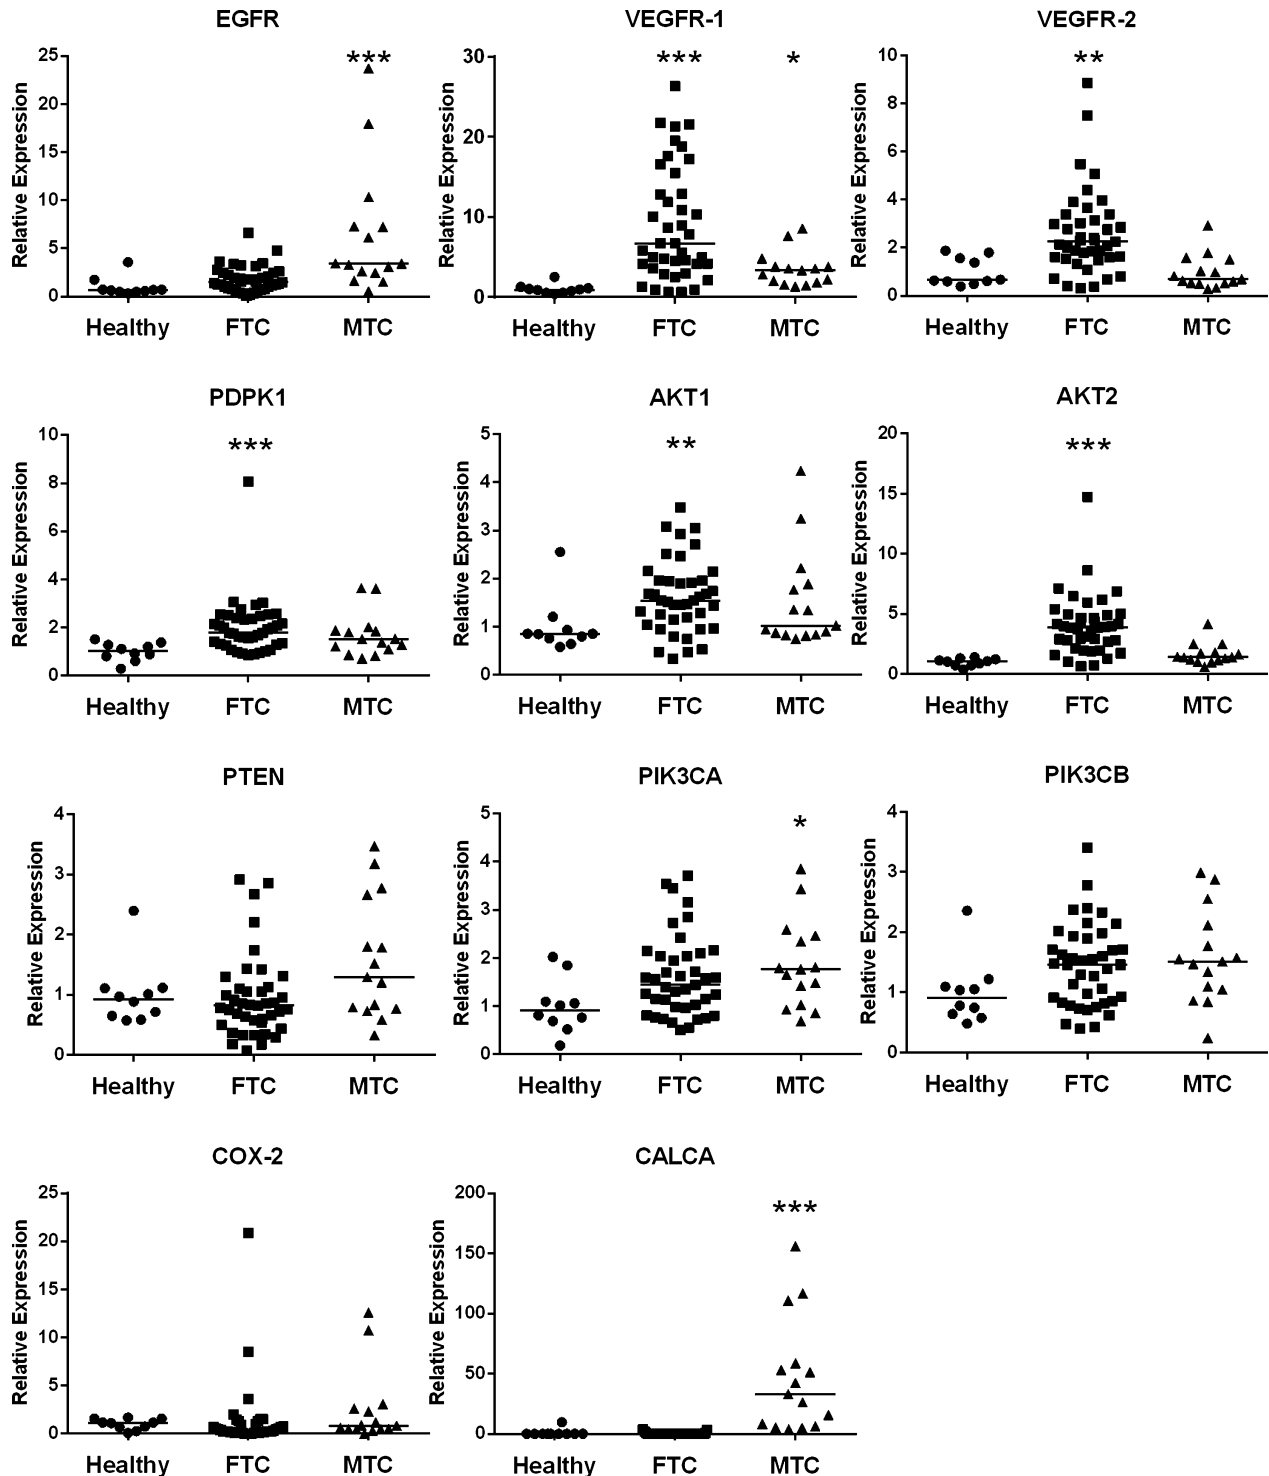 EGFR
***
Relative Expression
25
20
15
10
5
0
Healthy
FTC
MTC
VEGFR-1
***
*
Relative Expression
30
20
10
0
Healthy
FTC
MTC
VEGFR-2
**
Relative Expression
10
8
6
4
2
0
Healthy
FTC
MTC
PDPK1
***
Relative Expression
10
8
6
4
2
0
Healthy
FTC
MTC
AKT1
**
Relative Expression
5
4
3
2
1
0
Healthy
FTC
MTC
AKT2
***
Relative Expression
20
15
10
5
0
Healthy
FTC
MTC
PTEN
Relative Expression
4
3
2
1
0
Healthy
FTC
MTC
PIK3CA
*
Relative Expression
5
4
3
2
1
0
Healthy
FTC
MTC
PIK3CB
Relative Expression
4
3
2
1
0
Healthy
FTC
MTC
COX-2
Relative Expression
25
20
15
10
5
0
Healthy
FTC
MTC
CALCA
***
Relative Expression
200
150
100
50
0
Healthy
FTC
MTC